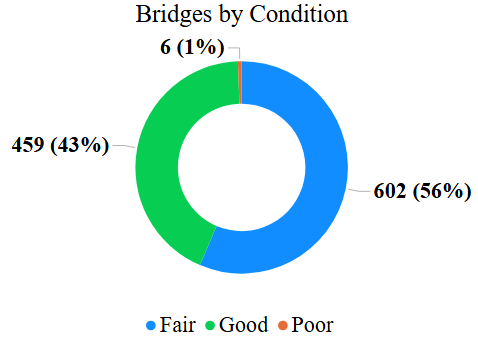 Bridges by Condition
6 (1%)
459 (43%)
602 (56%)
Fair Good Poor